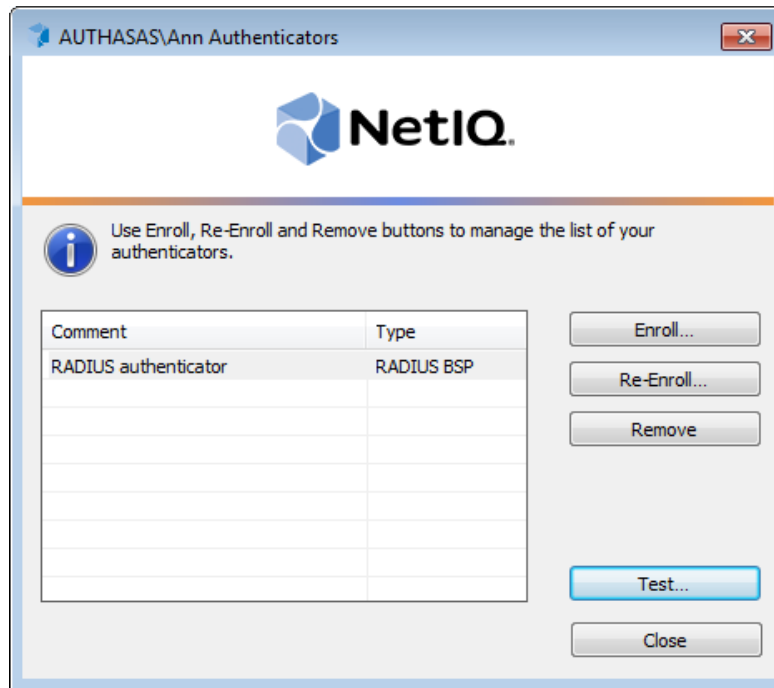 AUTHASAS\Ann Authenticators
NetIQ.
Use Enroll, Re-Enroll and Remove buttons to manage the list of your
authenticators.
Comment Type
RADIUS authenticator RADIUS BSP
Enroll...
Re-Enroll...
Remove
Test...
Close